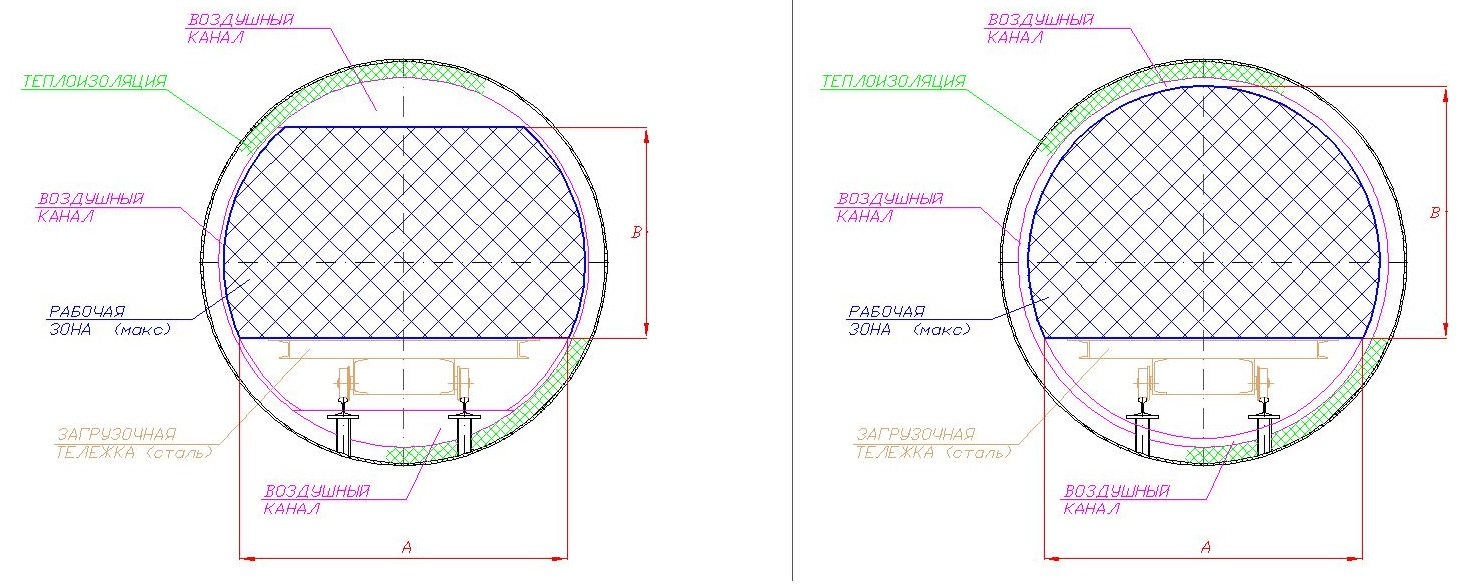 ВОЗДУШНЫЙ
КАНАЛ
ТЕПЛОИЗОЛЯЦИЯ
ВОЗДУШНЫЙ
КАНАЛ
B
РАБОЧАЯ
ЗОНА (макс)
ЗАГРУЗОЧНАЯ
ТЕЛЕЖКА (сталь)
ВОЗДУШНЫЙ
КАНАЛ
A
ВОЗДУШНЫЙ
КАНАЛ
ТЕПЛОИЗОЛЯЦИЯ
ВОЗДУШНЫЙ
КАНАЛ
B
РАБОЧАЯ
ЗОНА (макс)
ЗАГРУЗОЧНАЯ
ТЕЛЕЖКА (сталь)
ВОЗДУШНЫЙ
КАНАЛ
A